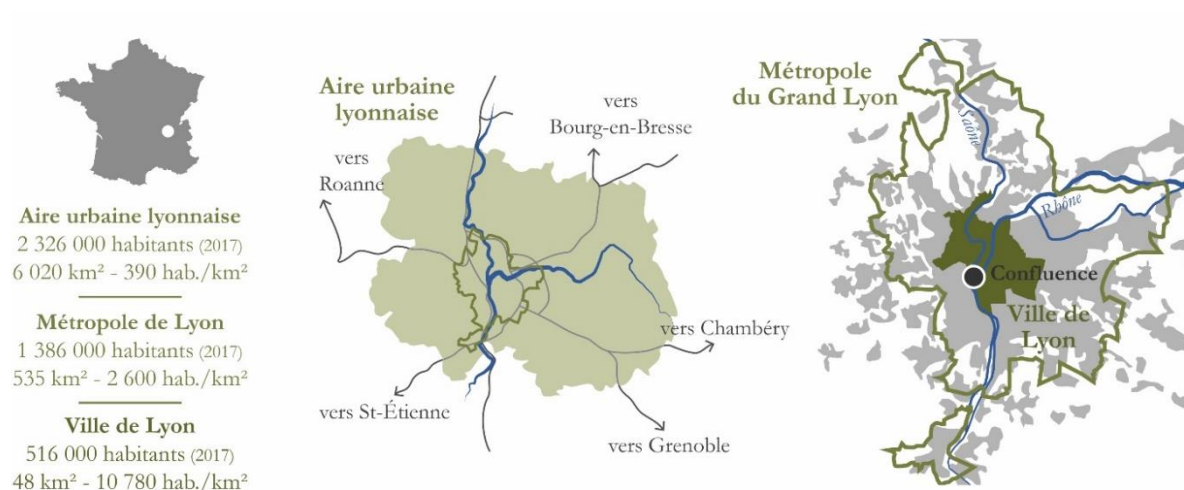 Aire urbaine lyonnaise
2 326 000 habitants (2017)
6 020 km² - 390 hab./km²
Métropole de Lyon
1 386 000 habitants (2017)
535 km² - 2 600 hab./km²
Ville de Lyon
516 000 habitants (2017)
48 km² - 10 780 hab./km²
Aire urbaine
lyonnaise
vers
Bourg-en-Bresse
vers
Roanne
vers Chambéry
vers St-Étienne
vers Grenoble
Métropole
du Grand Lyon
Saône
Rhône
Confluence
Ville de
Lyon